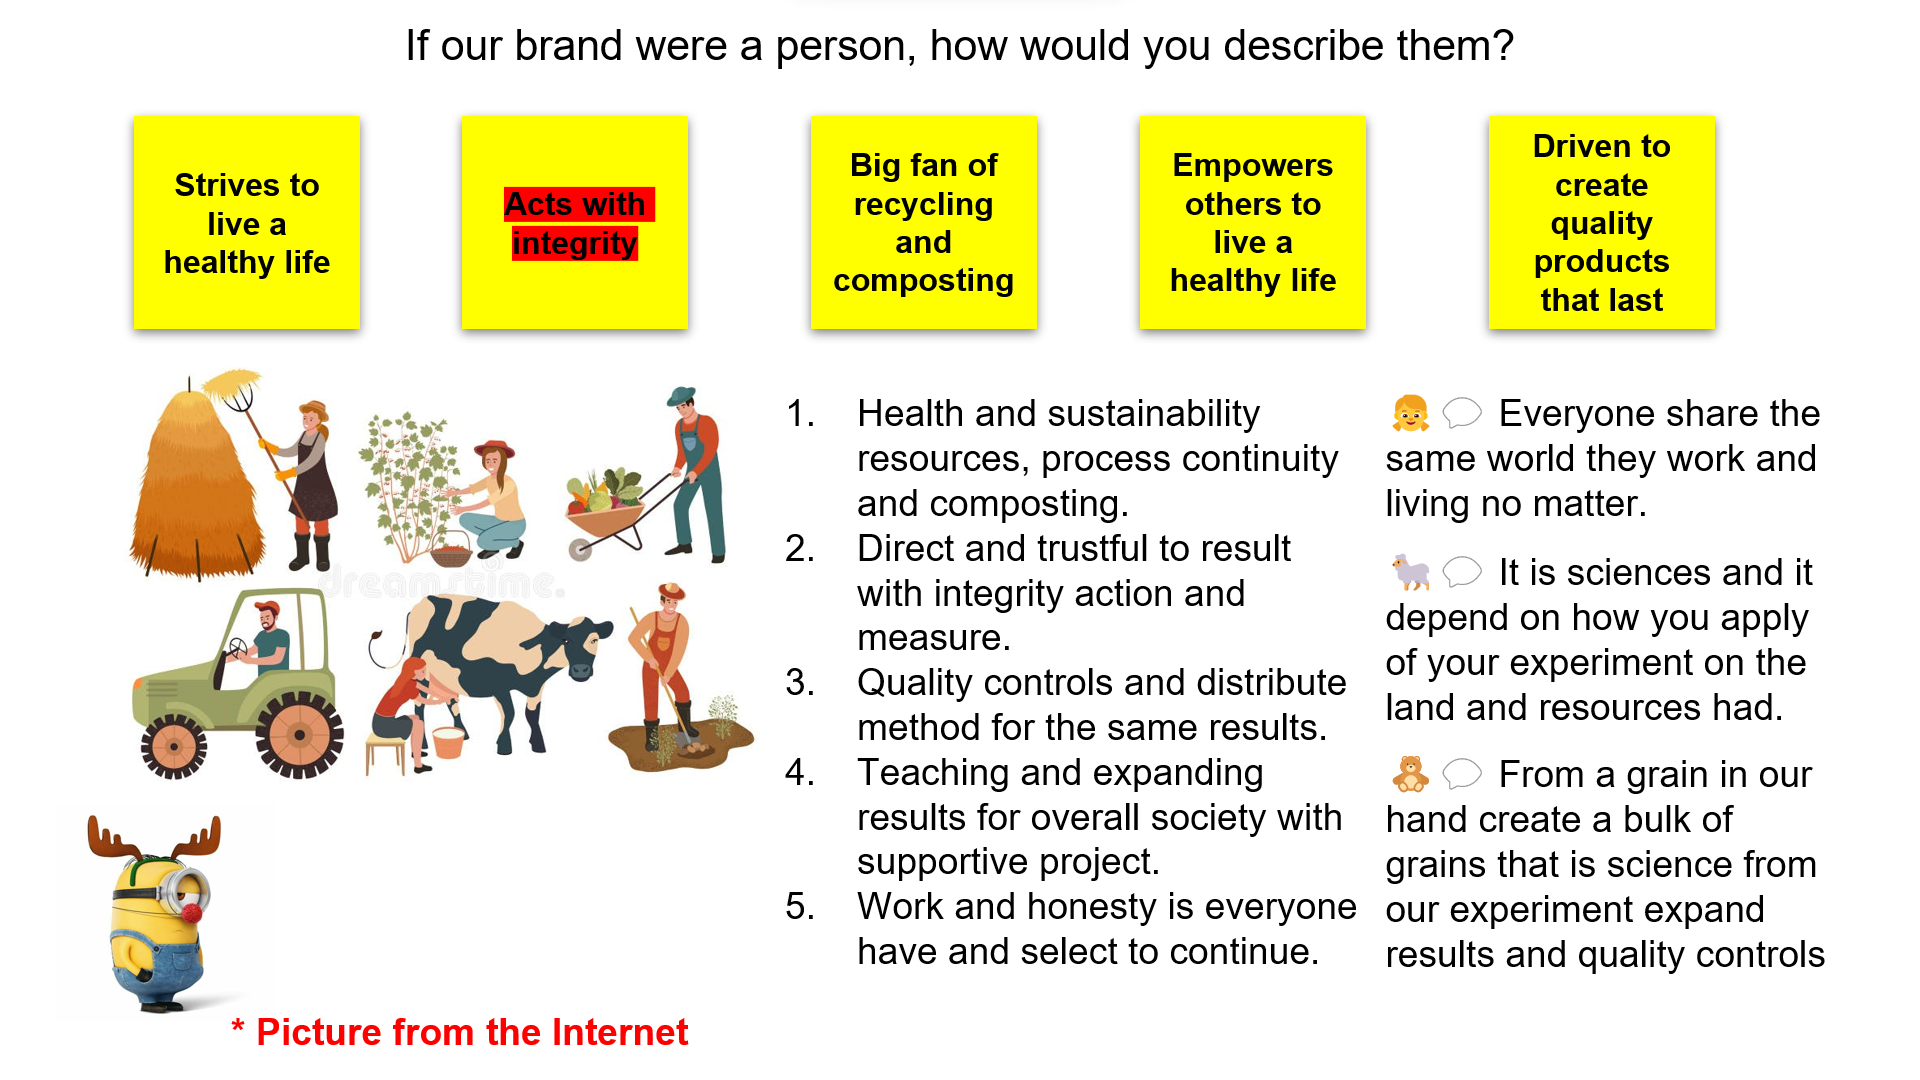 If our brand were a person, how would you describe them?
Strives to
live a
healthy life
Acts with
integrity
Big fan of
recycling
and
composting
Empowers
others to
live a
healthy life
Driven to
create
quality
products
that last
dreamstime.
1. Health and sustainability
resources, process continuity
and composting.
2. Direct and trustful to result
with integrity action and
measure.
3. Quality controls and distribute
method for the same results.
4. Teaching and expanding
results for overall society with
supportive project.
5. Work and honesty is everyone
have and select to continue.
👧 💬 Everyone share the
same world they work and
living no matter.
🐑 💬 It is sciences and it
depend on how you apply
of your experiment on the
land and resources had.
🧸 💬 From a grain in our
hand create a bulk of
grains that is science from
our experiment expand
results and quality controls
* Picture from the Internet